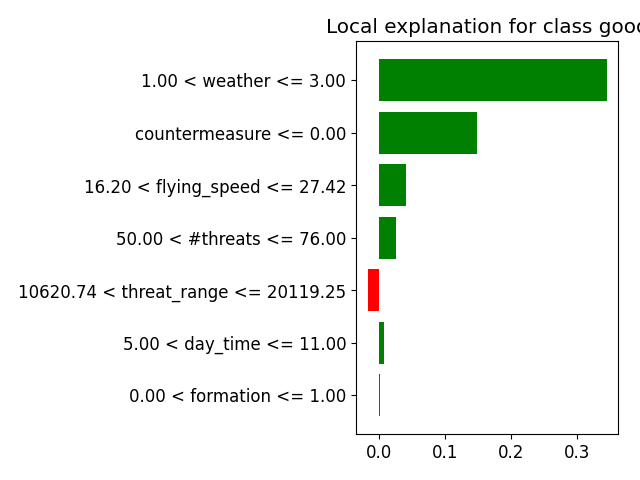 Local explanation for class good
1.00 < weather <= 3.00
countermeasure <= 0.00
16.20 < flying_speed <= 27.42
50.00 < #threats <= 76.00
10620.74 < threat_range <= 20119.25
5.00 < day_time <= 11.00
0.00 < formation <= 1.00
0.0 0.1 0.2 0.3